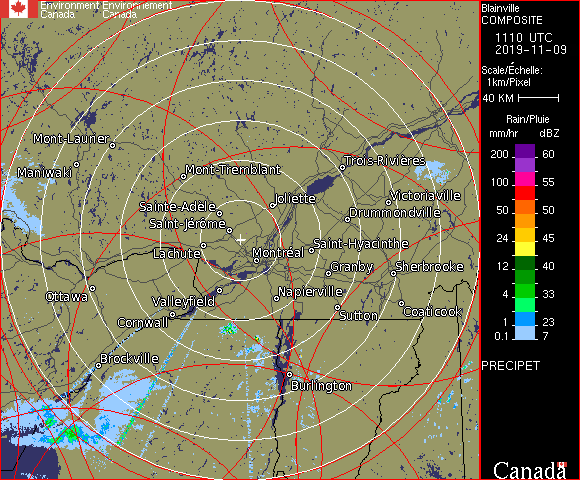 Environment Environnement
Canada Canada
Blainville
COMPOSITE
1110 UTC
2019-11-09
Scale/Échelle:
1km/Pixel
40 KM
Rain/Pluie
mm/hr dBZ
200 60
100 55
50 50
24 45
12 40
4 33
1 23
0.1 7
PRECIPET
Mont-Laurier
Maniwaki
Mont-Tremblant
Trois-Rivières
Joliette
Victoriaville
Sainte-Adèle
Drummondville
Saint-Jérôme
Saint-Hyacinthe
Lachute
Montréal
Granby
Sherbrooke
Ottawa
Valleyfield
Napierville
Coaticook
Cornwall
Sutton
Brockville
Burlington
Canada